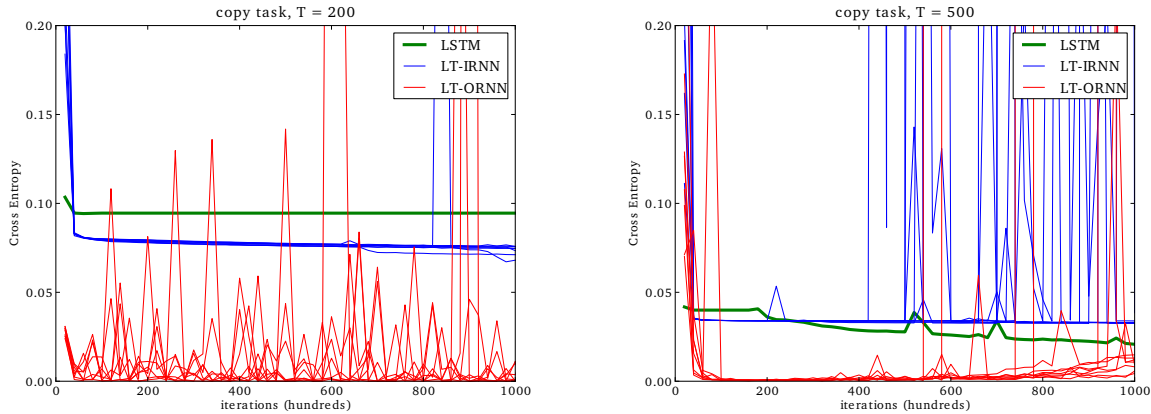 copy task, T = 200
0.20
0.15
0.10
0.05
0.00
Cross Entropy
0
200
400
600
800
1000
iterations (hundreds)
LSTM
LT-IRNN
LT-ORNN
copy task, T = 500
0.20
0.15
0.10
0.05
0.00
Cross Entropy
0
200
400
600
800
1000
iterations (hundreds)
LSTM
LT-IRNN
LT-ORNN